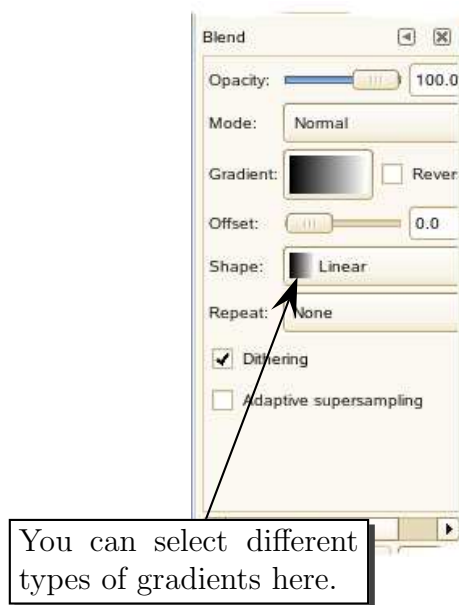 Blend
Opacity: 100.0
Mode: Normal
Gradient: Rever
Offset: 0.0
Shape: Linear
Repeat: None
Dithering
Adaptive supersampling
You can select different
types of gradients here.